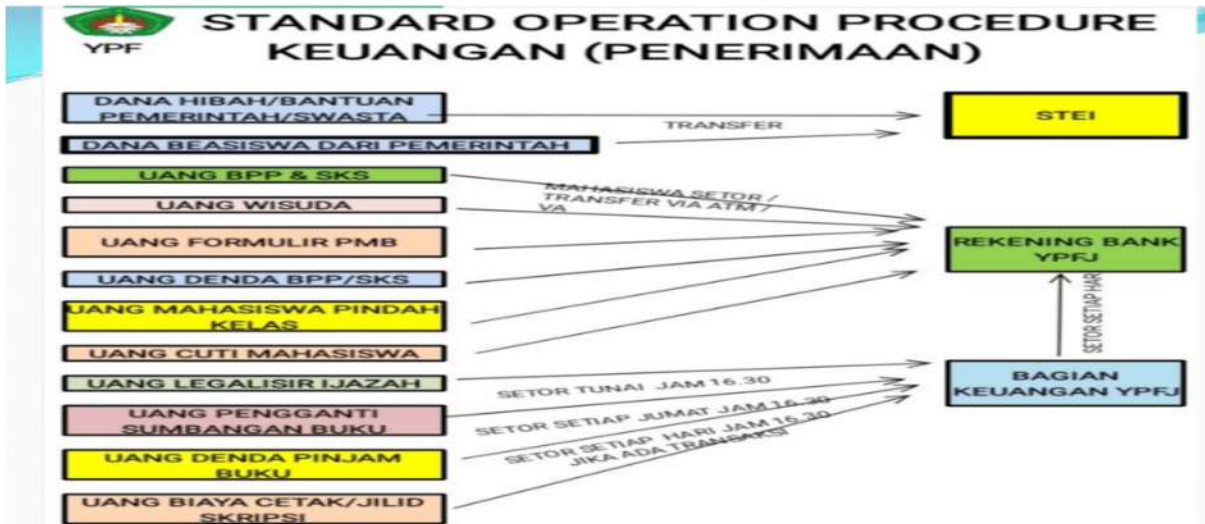 YPF
STANDARD OPERATION PROCEDURE
KEUANGAN (PENERIMAAN)
DANA HIBAH/BANTUAN
PEMERINTAH/SWASTA
TRANSFER
STEI
DANA BEASISWA DARI PEMERINTAH
UANG BPP & SKS
MAHASISWA SETOR /
TRANSFER VIA ATM /
VA
UANG WISUDA
UANG FORMULIR PMB
REKENING BANK
YPFJ
UANG DENDA BPP/SKS
UANG MAHASISWA PINDAH
KELAS
SETOR SETIAP HARI
UANG CUTI MAHASISWA
UANG LEGALISIR IJAZAH
SETOR TUNAI JAM 16.30
BAGIAN
KEUANGAN YPFJ
UANG PENGGANTI
SUMBANGAN BUKU
SETOR SETIAP JUMAT JAM 16.30
UANG DENDA PINJAM
BUKU
SETOR SETIAP HARI JAM 16.30
JIKA ADA TRANSAKSI
UANG BIAYA CETAK/JILID
SKRIPSI